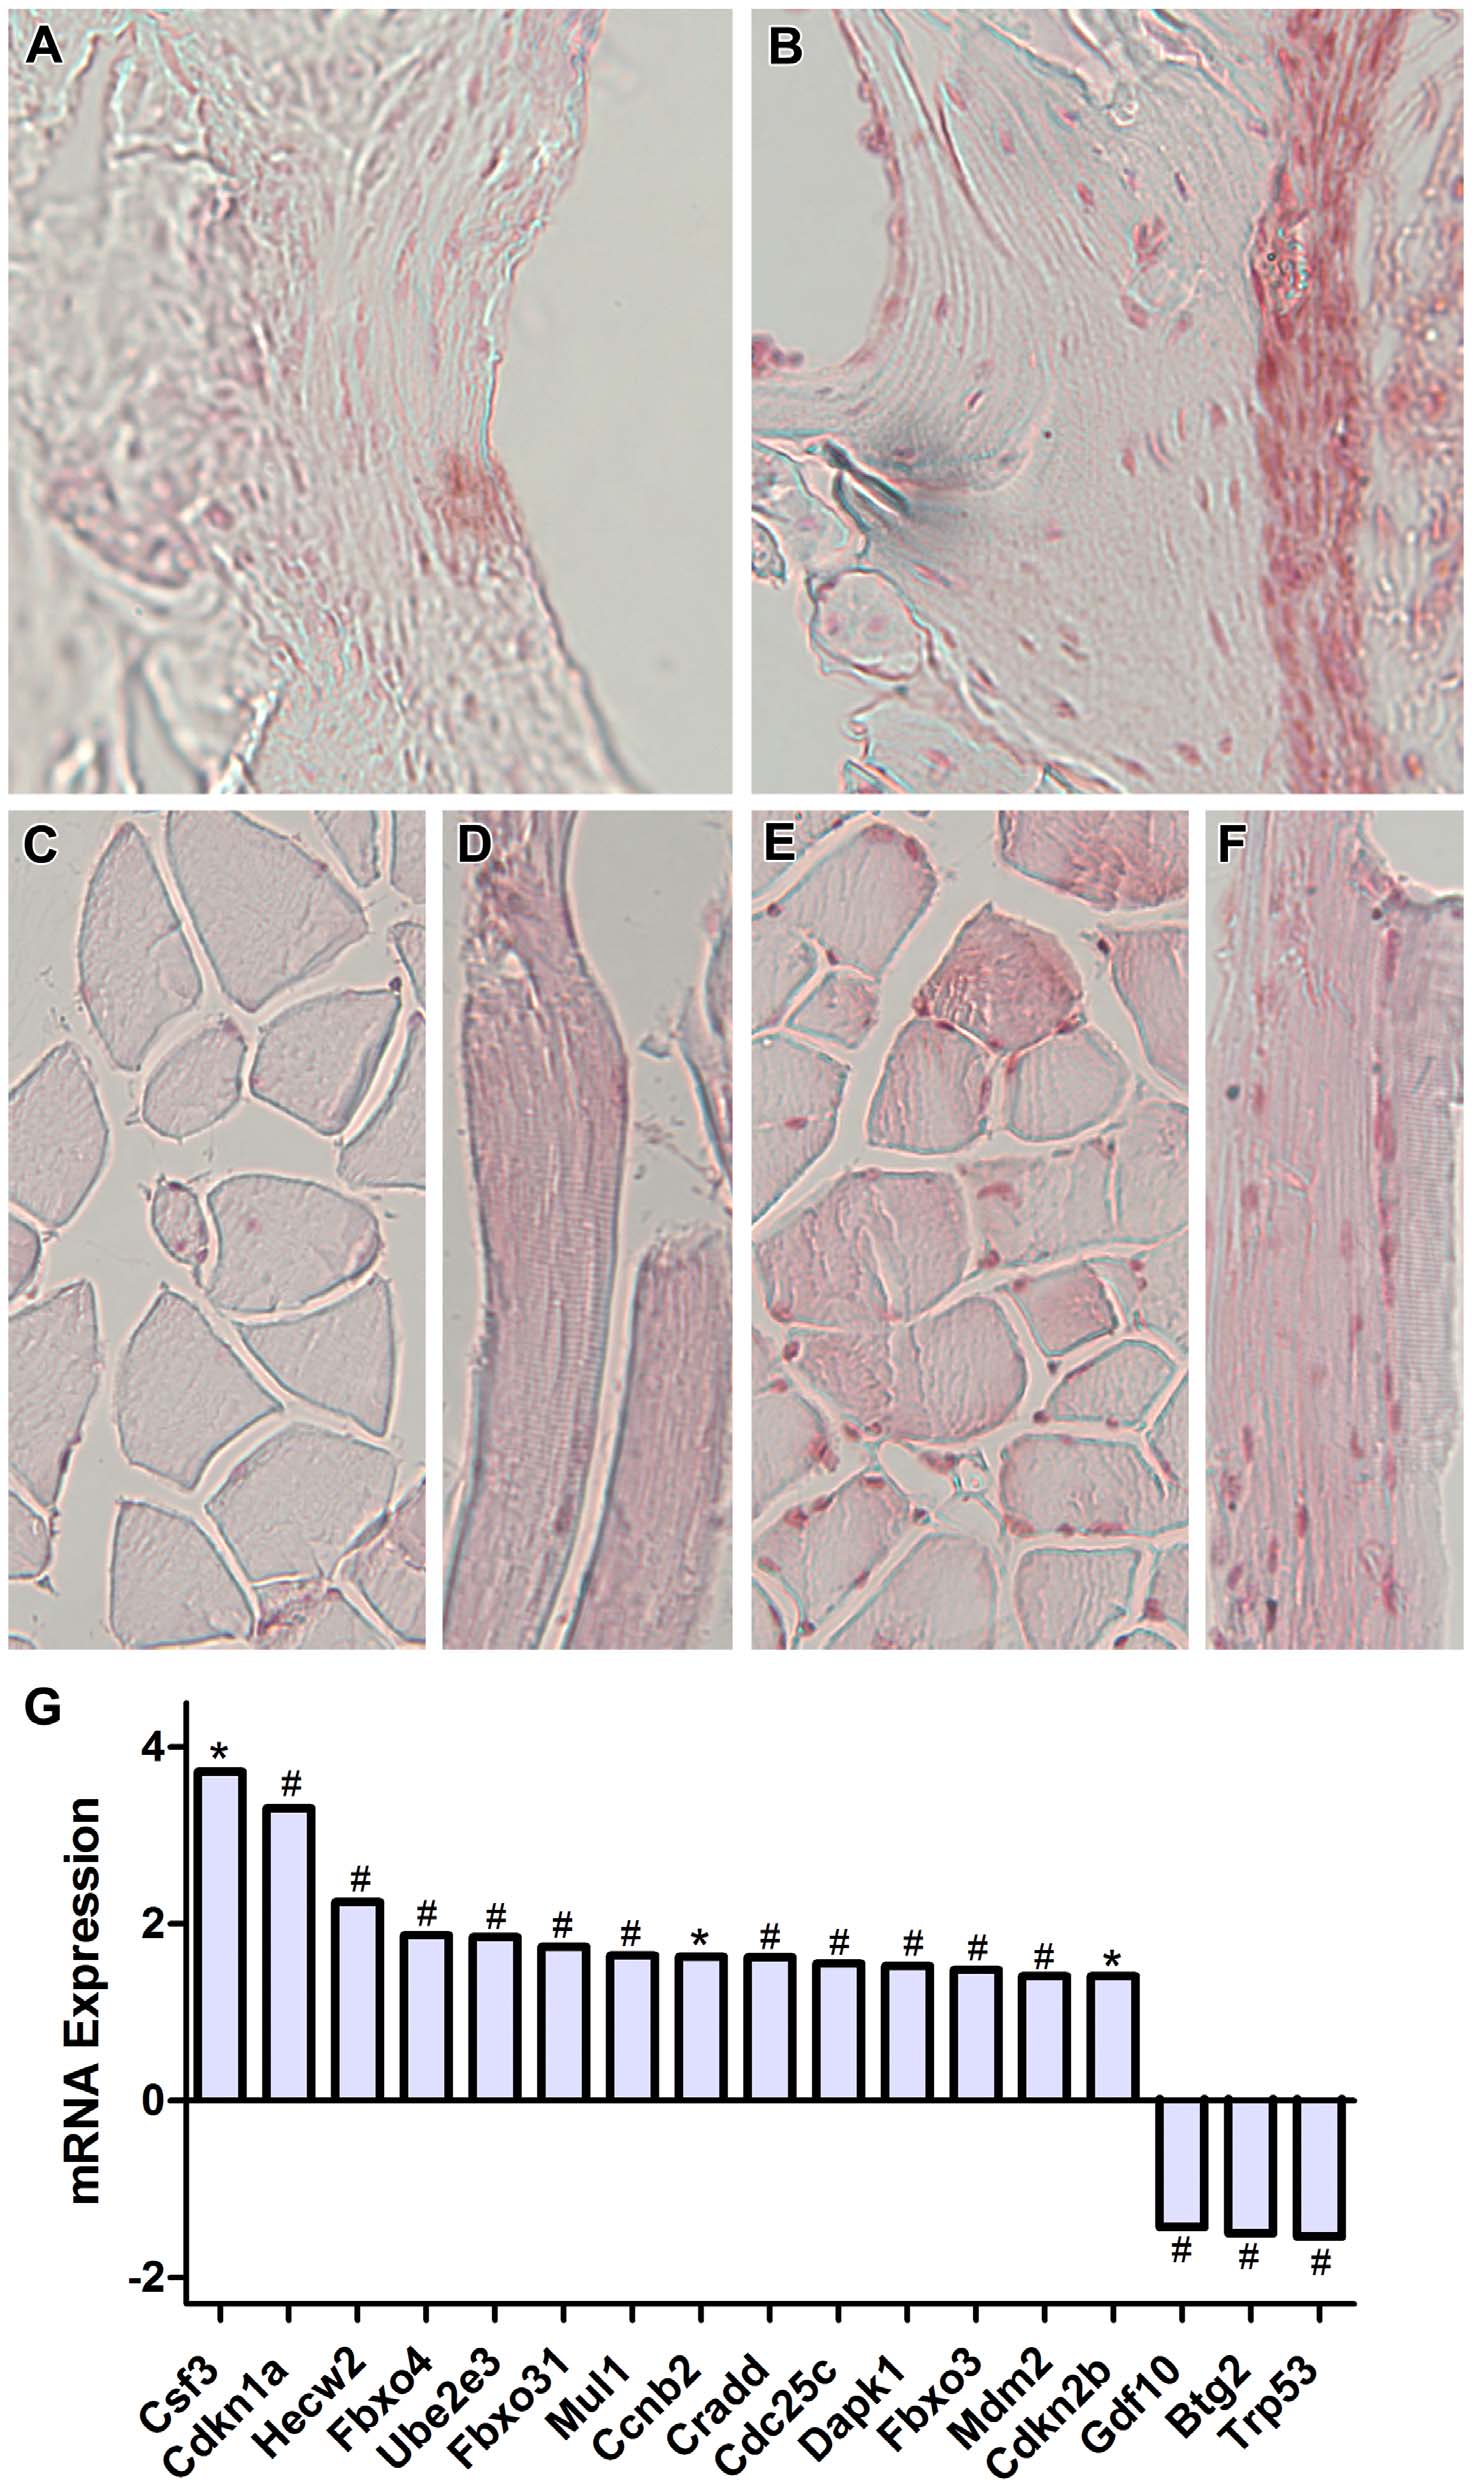 A
B
C
D
E
F
G
4
2
0
-2
mRNA Expression
*
#
#
#
#
#
#
*
#
#
#
#
#
*
#
#
#
Csf3
Cdkn1a
Hecw2
Fbxo4
Ube2e3
Fbxo31
Mul1
Ccnb2
Cradd
Cdc25c
Dapk1
Fbxo3
Mdm2
Cdkn2b
Gdf10
Btg2
Trp53